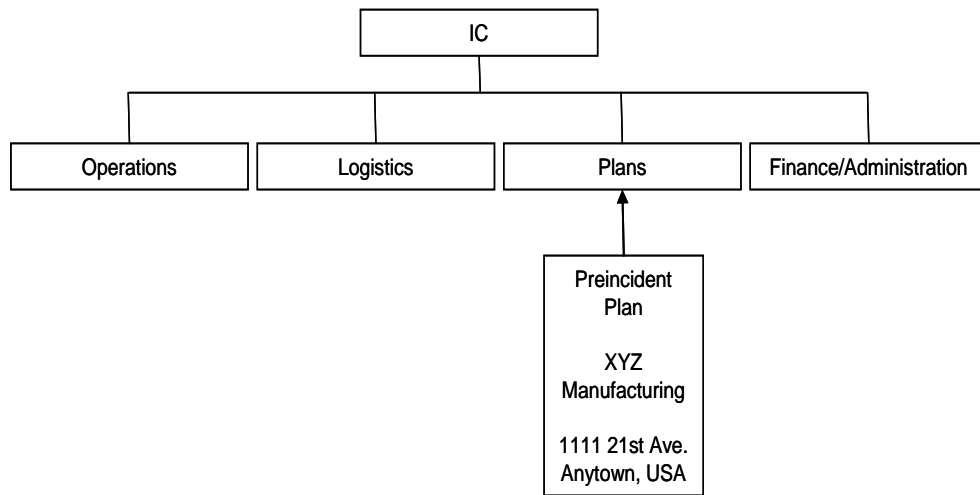 IC
Operations
Logistics
Plans
Finance/Administration
Preincident
Plan
XYZ
Manufacturing
1111 21st Ave.
Anytown, USA